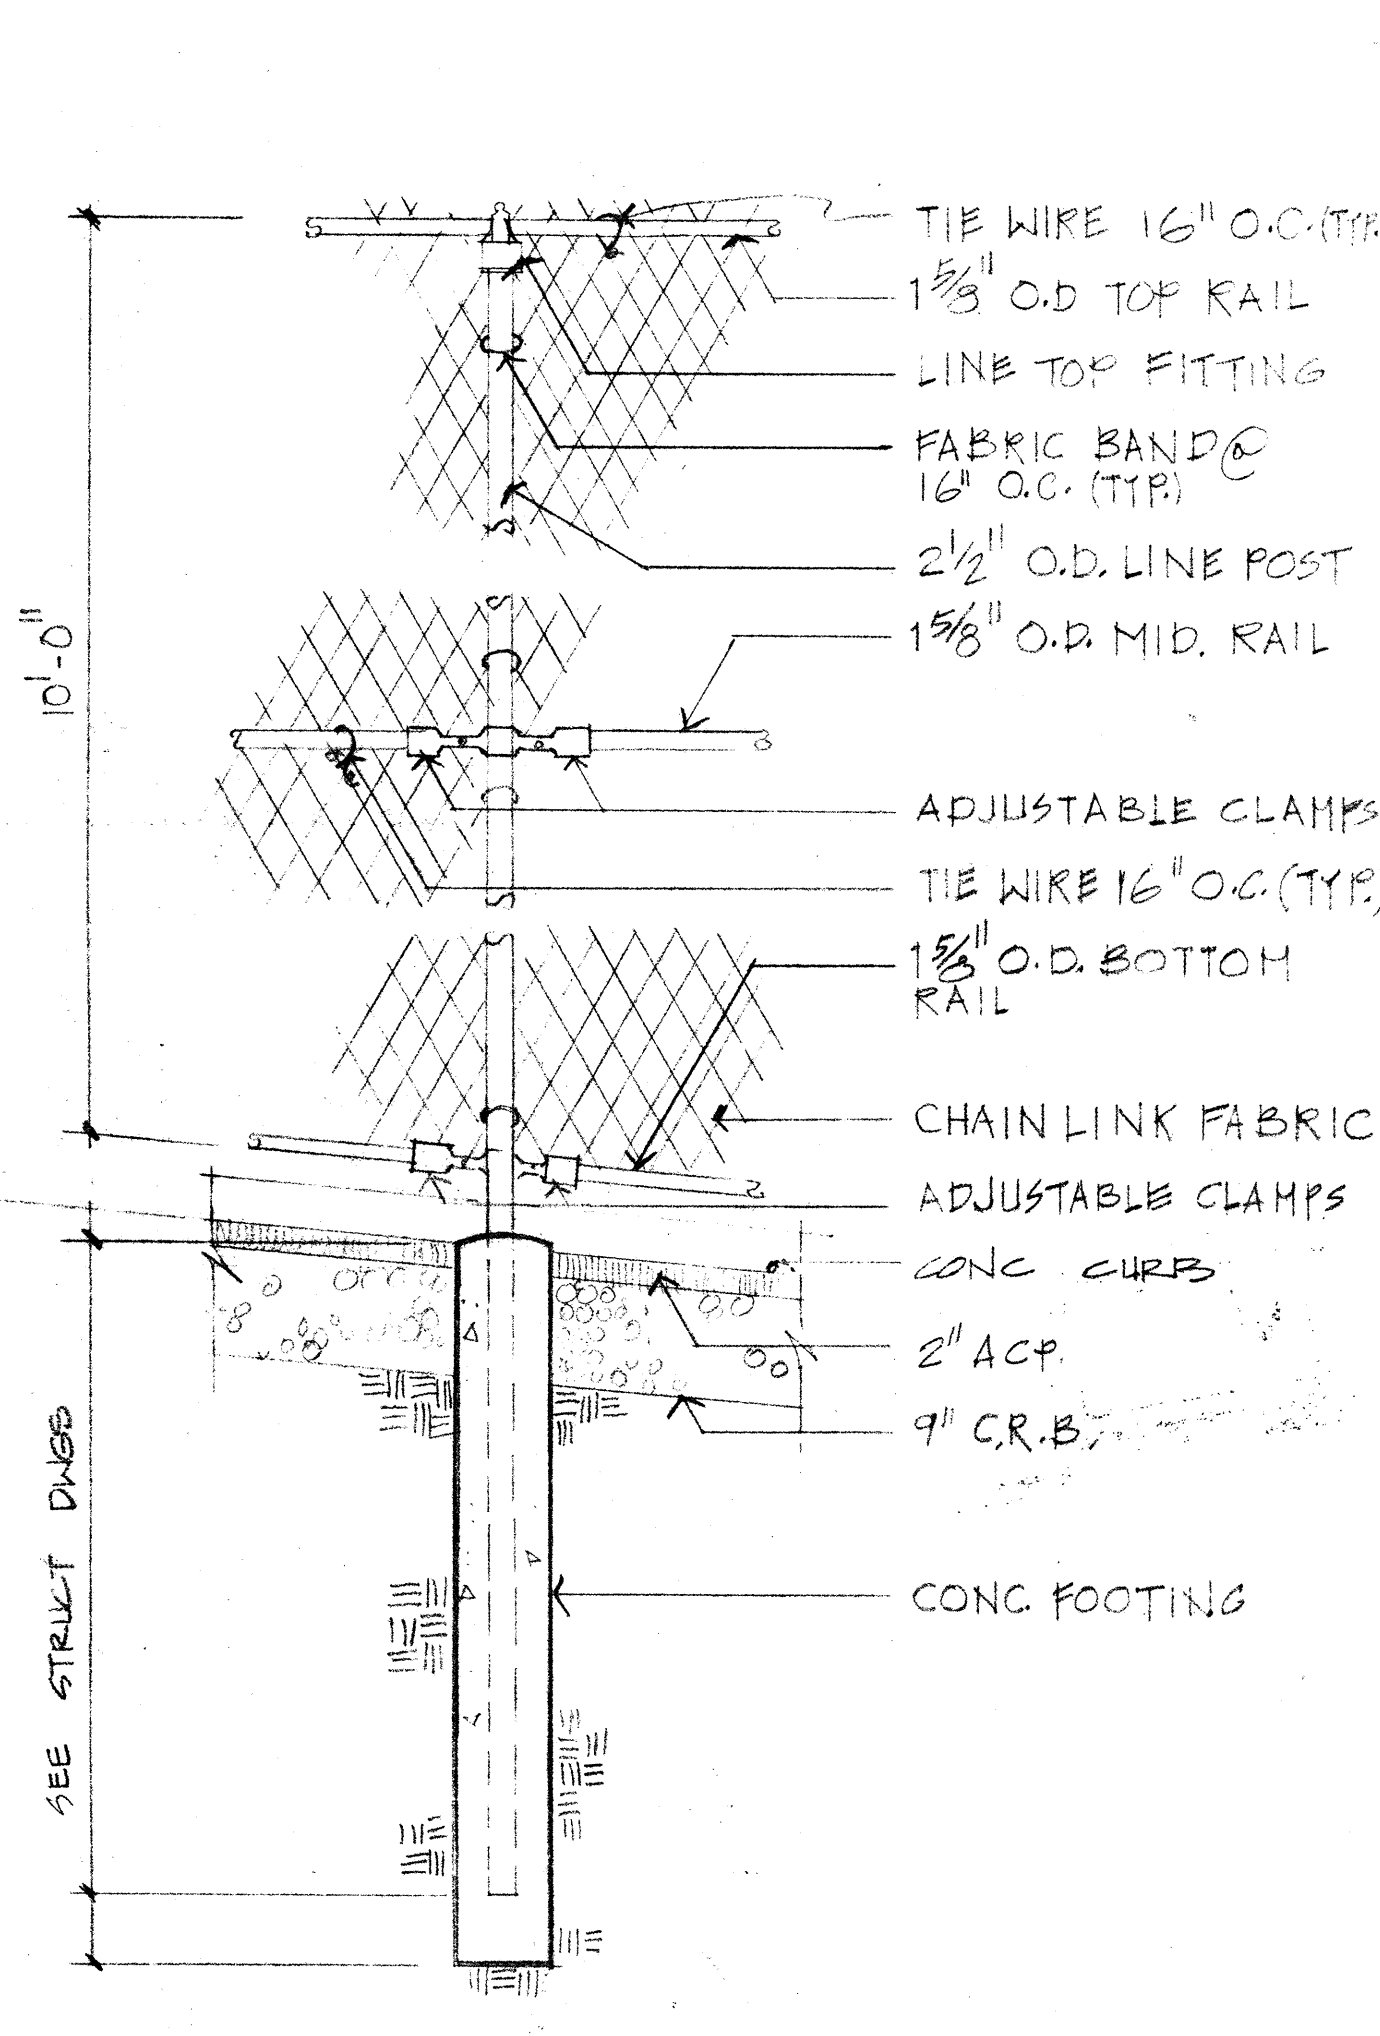 TIE WIRE 16" O.C. (TYP.
1 5/8" O.D TOP RAIL
LINE TOP FITTING
FABRIC BAND @
16" O.C. (TYP.)
2 1/2" O.D. LINE POST
1 5/8" O.D. MID. RAIL
10'-0"
ADJUSTABLE CLAMPS
TIE WIRE 16" O.C. (TYP.)
1 5/8" O.D. BOTTOM
RAIL
CHAIN LINK FABRIC
ADJUSTABLE CLAMPS
CONC CURB
2" ACP.
9" C.R.B.
SEE STRUCT DWGS
CONC. FOOTING